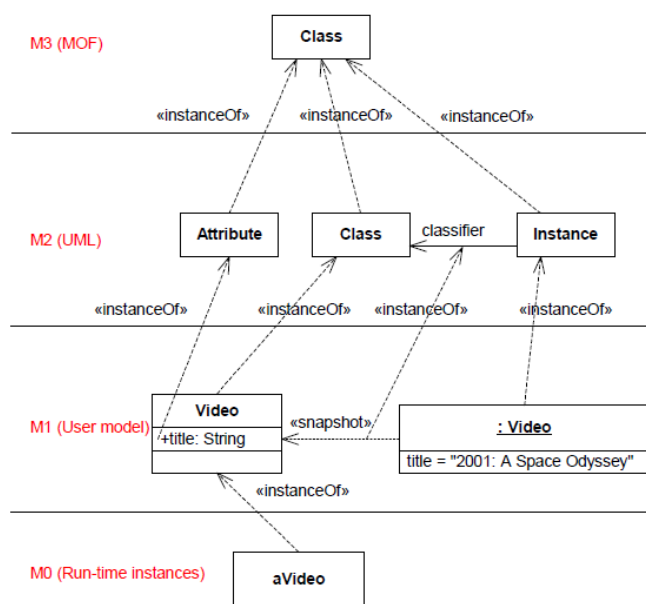 M3 (MOF)
Class
«instanceOf»
«instanceOf»
«instanceOf»
M2 (UML)
Attribute
Class
classifier
Instance
«instanceOf»
«instanceOf»
«instanceOf»
«instanceOf»
M1 (User model)
Video
+title: String
«snapshot»
: Video
title = "2001: A Space Odyssey"
«instanceOf»
M0 (Run-time instances)
aVideo